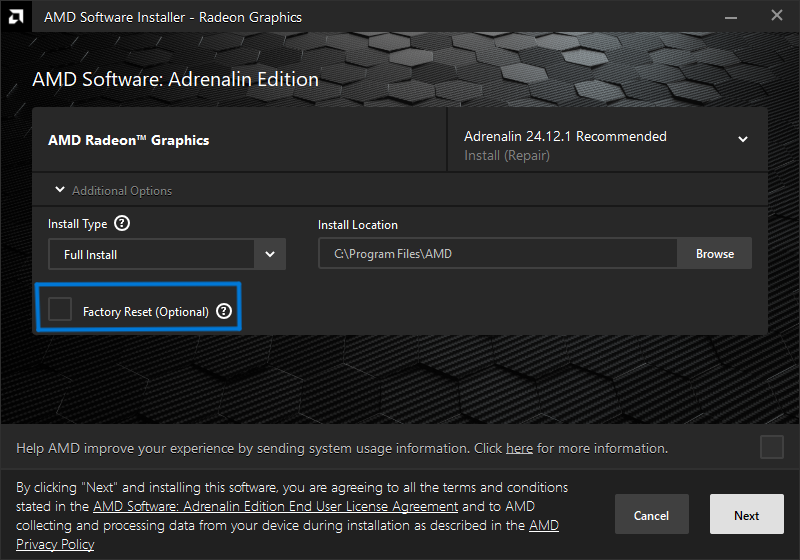 AMD Software Installer - Radeon Graphics
AMD Software: Adrenalin Edition
AMD Radeon™ Graphics
Adrenalin 24.12.1 Recommended
Install (Repair)
Additional Options
Install Type ?
Install Location
Full Install
C:\Program Files\AMD
Browse
Factory Reset (Optional) ?
Help AMD improve your experience by sending system usage information. Click here for more information.
By clicking "Next" and installing this software, you are agreeing to all the terms and conditions
stated in the AMD Software: Adrenalin Edition End User License Agreement and to AMD
collecting and processing data from your device during installation as described in the AMD
Privacy Policy
Cancel
Next